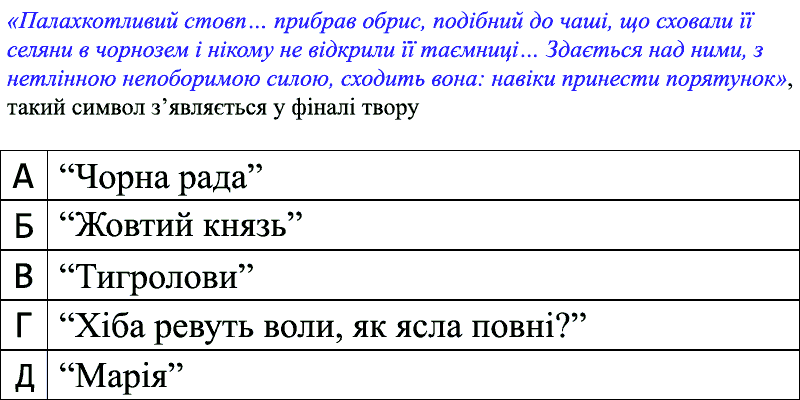 «Палахкотливий стовп… прибрав обрис, подібний до чаші, що сховали її
селяни в чорнозем і нікому не відкрили її таємниці… Здається над ними, з
нетлінною непоборимою силою, сходить вона: навіки принести порятунок»,
такий символ з’являється у фіналі твору
А “Чорна рада”
Б “Жовтий князь”
В “Тигролови”
Г “Хіба ревуть воли, як ясла повні?”
Д “Марія”